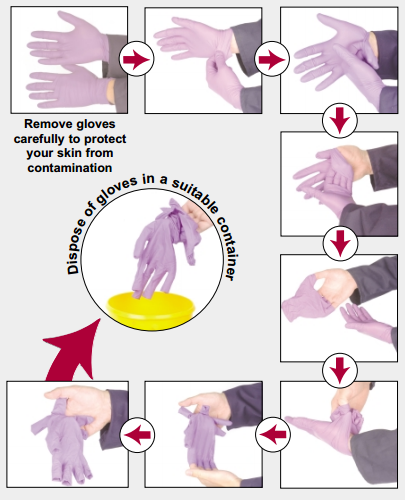 Remove gloves
carefully to protect
your skin from
contamination
Dispose of gloves in a suitable container